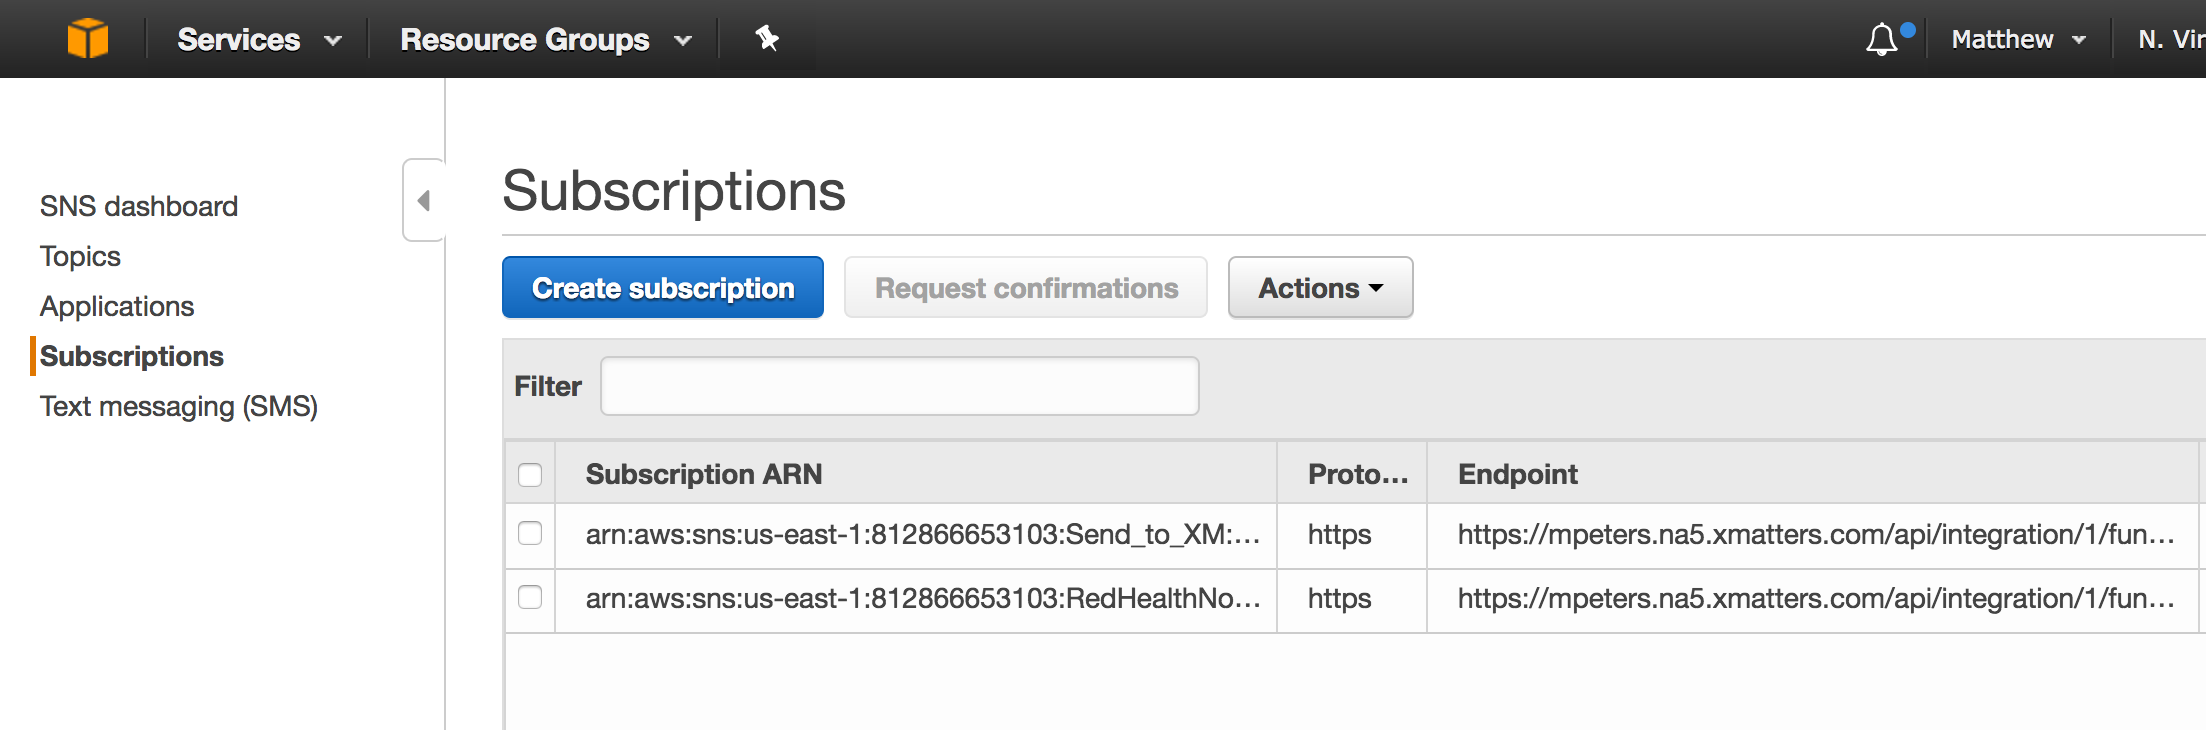 Services
Resource Groups
Matthew
N. Vir
SNS dashboard
Topics
Applications
Subscriptions
Text messaging (SMS)
Subscriptions
Create subscription
Request confirmations
Actions
Filter
Subscription ARN
Proto...
Endpoint
arn:aws:sns:us-east-1:812866653103:Send_to_XM:...
https
https://mpeters.na5.xmatters.com/api/integration/1/fun...
arn:aws:sns:us-east-1:812866653103:RedHealthNo...
https
https://mpeters.na5.xmatters.com/api/integration/1/fun...